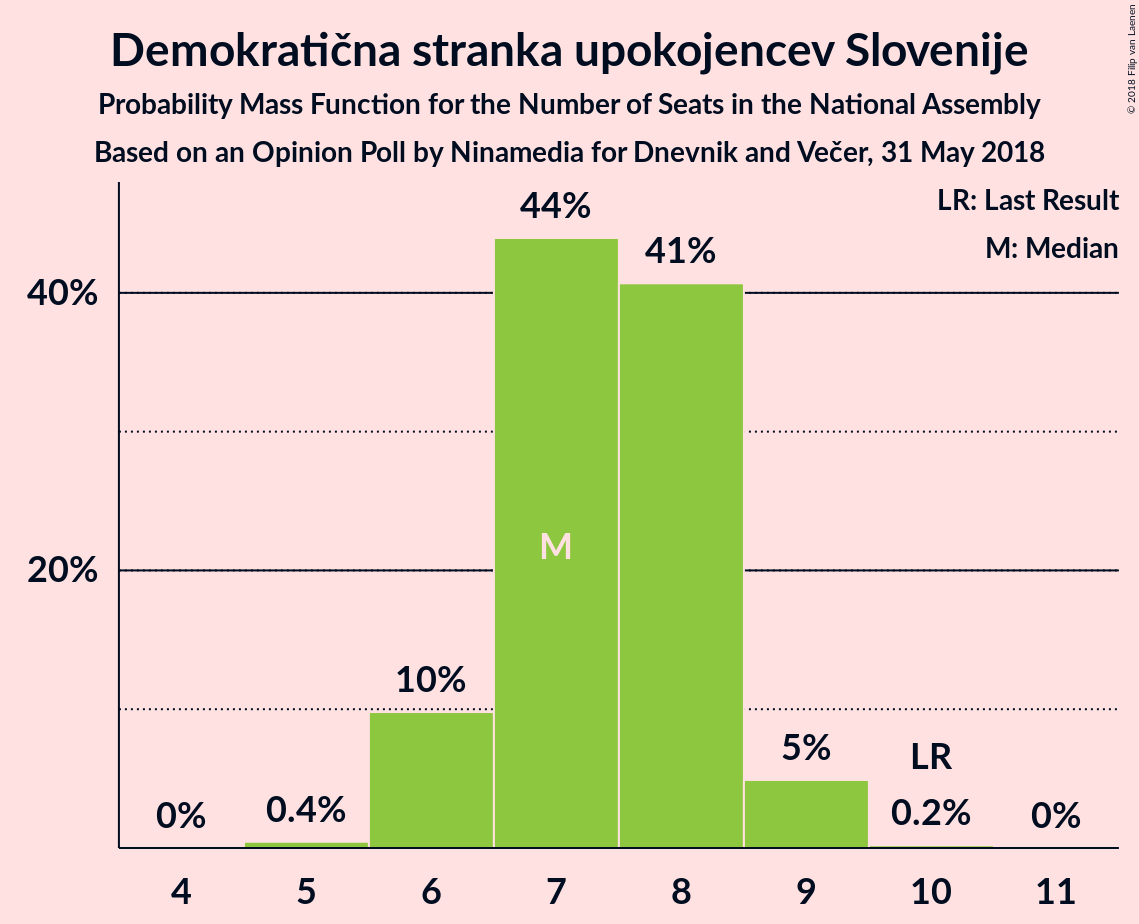 Demokratična stranka upokojencev Slovenije
Probability Mass Function for the Number of Seats in the National Assembly
Based on an Opinion Poll by Ninamedia for Dnevnik and Večer, 31 May 2018
© 2018 Filip van Laenen
LR: Last Result
M: Median
44%
41%
40%
M
20%
10%
5%
LR
0%
0.4%
0.2%
0%
4 5 6 7 8 9 10 11